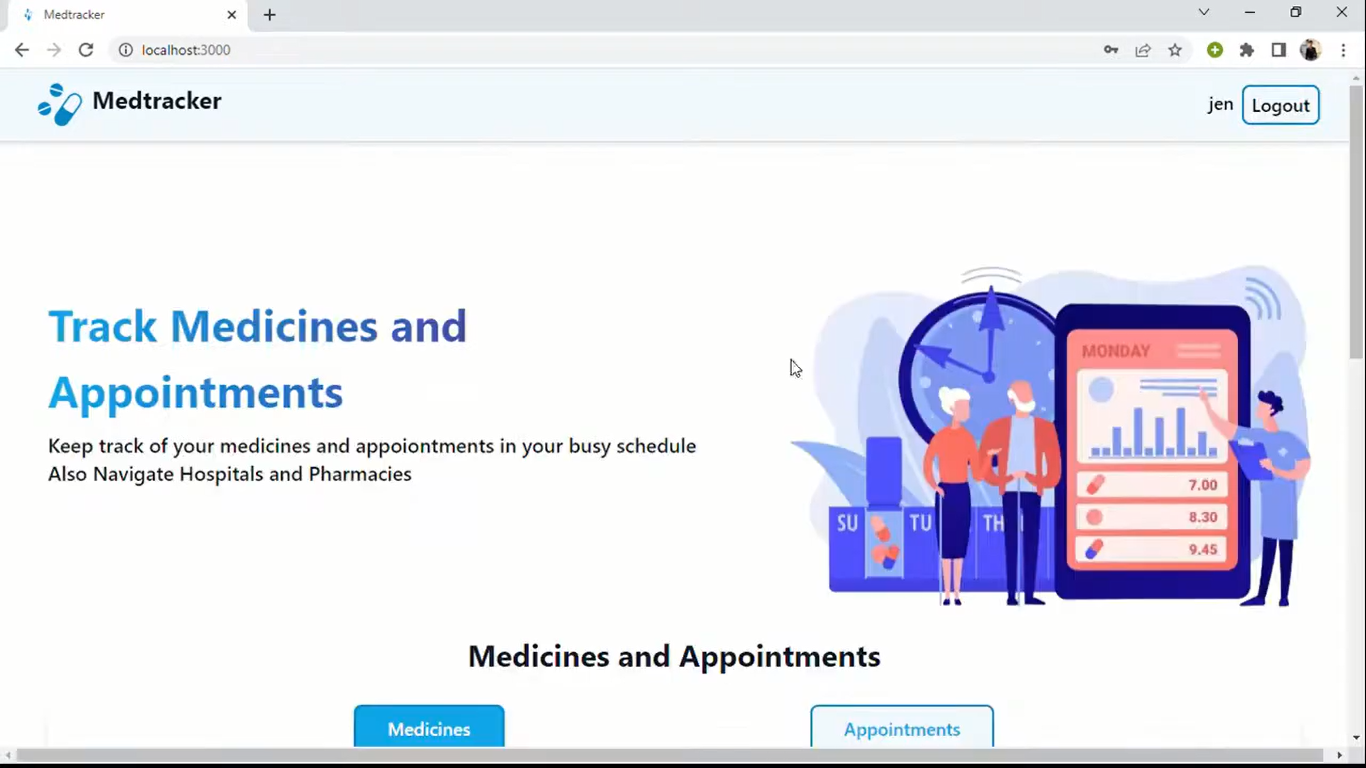 Medtracker
localhost:3000
Medtracker
jen
Logout
Track Medicines and
Appointments
Keep track of your medicines and appoiontments in your busy schedule
Also Navigate Hospitals and Pharmacies
MONDAY
7.00
8.30
9.45
SU
TU
TH
Medicines and Appointments
Medicines
Appointments